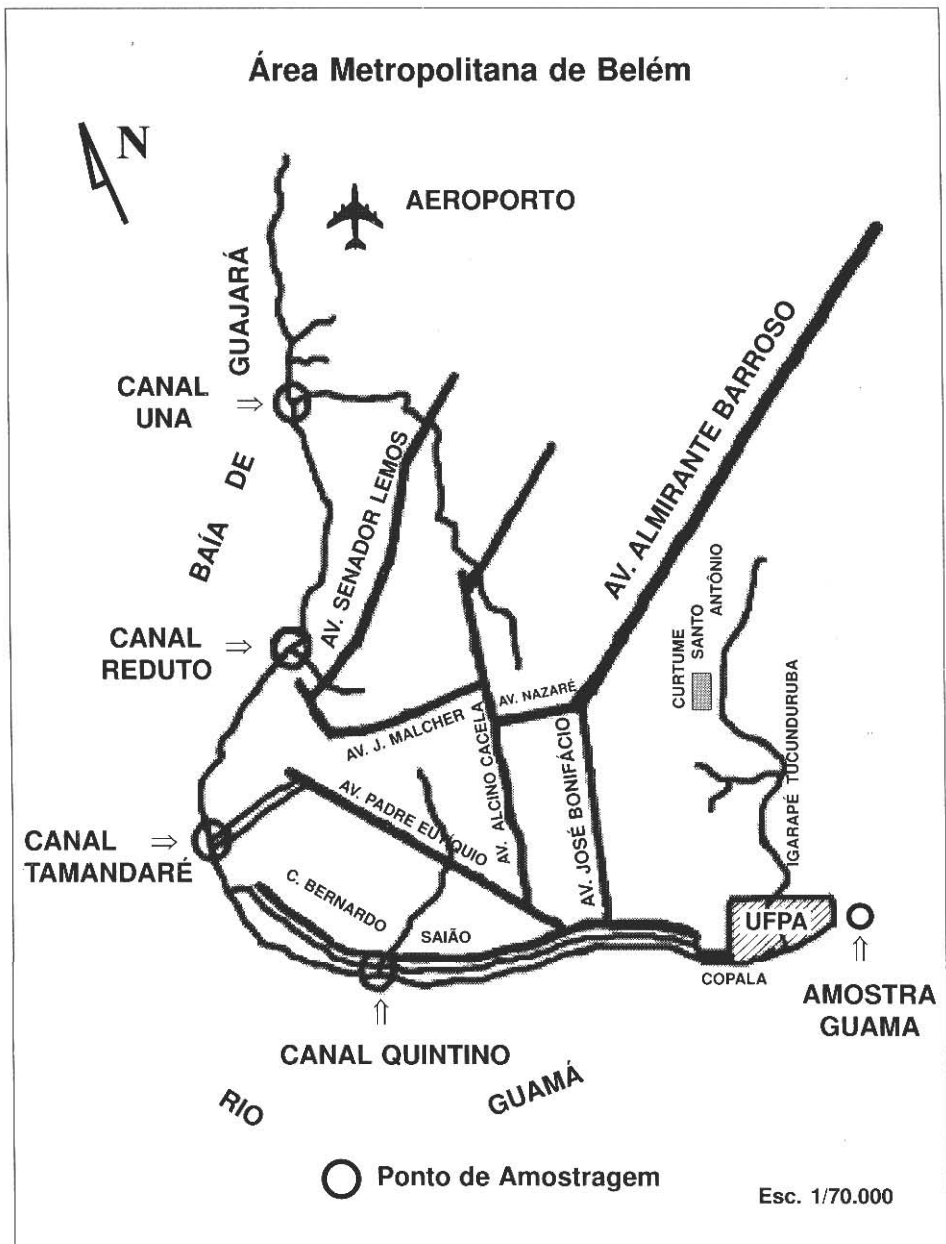 Área Metropolitana de Belém
N
AEROPORTO
BAÍA DE GUAJARÁ
CANAL
UNA
AV. SENADOR LEMOS
AV. ALMIRANTE BARROSO
CANAL
REDUTO
CURTUME
SANTO
ANTÔNIO
AV. NAZARÉ
AV. J. MALCHER
AV. ALCINO CACELA
AV. JOSÉ BONIFÁCIO
IGARAPÉ TUCUNDURUBA
AV. PADRE EUTÍQUIO
CANAL
TAMANDARÉ
C. BERNARDO
SAIÃO
UFPA
COPALA
AMOSTRA
GUAMA
CANAL QUINTINO
RIO GUAMÁ
Ponto de Amostragem
Esc. 1/70.000